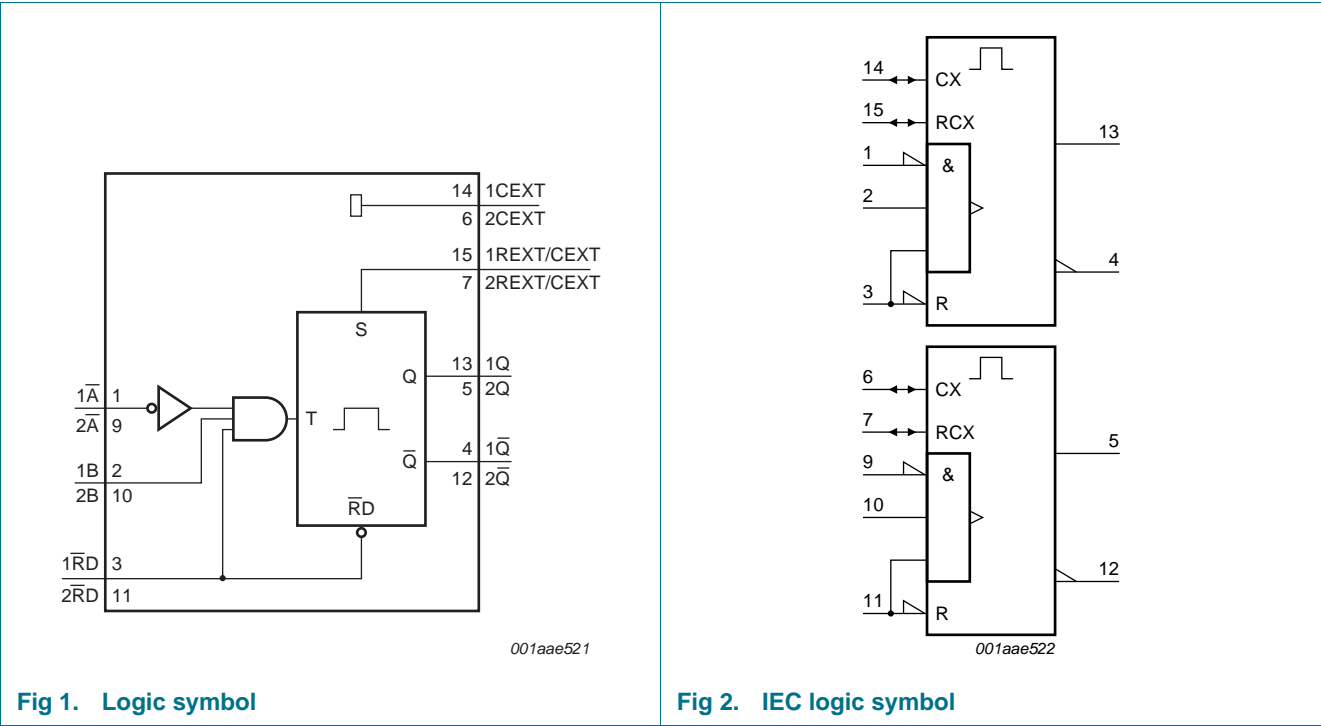 14 1CEXT
6 2CEXT
15 1REXT/CEXT
7 2REXT/CEXT
S
13 1Q
Q
5 2Q
1A̅ 1
T
2A̅ 9
4 1Q̅
Q̅
12 2Q̅
1B 2
2B 10
R̅D
1R̅D 3
2R̅D 11
001aae521
Fig 1. Logic symbol
14 CX
15 RCX
13
1 &
2
4
3 R
6 CX
7 RCX
5
9 &
10
12
11 R
001aae522
Fig 2. IEC logic symbol